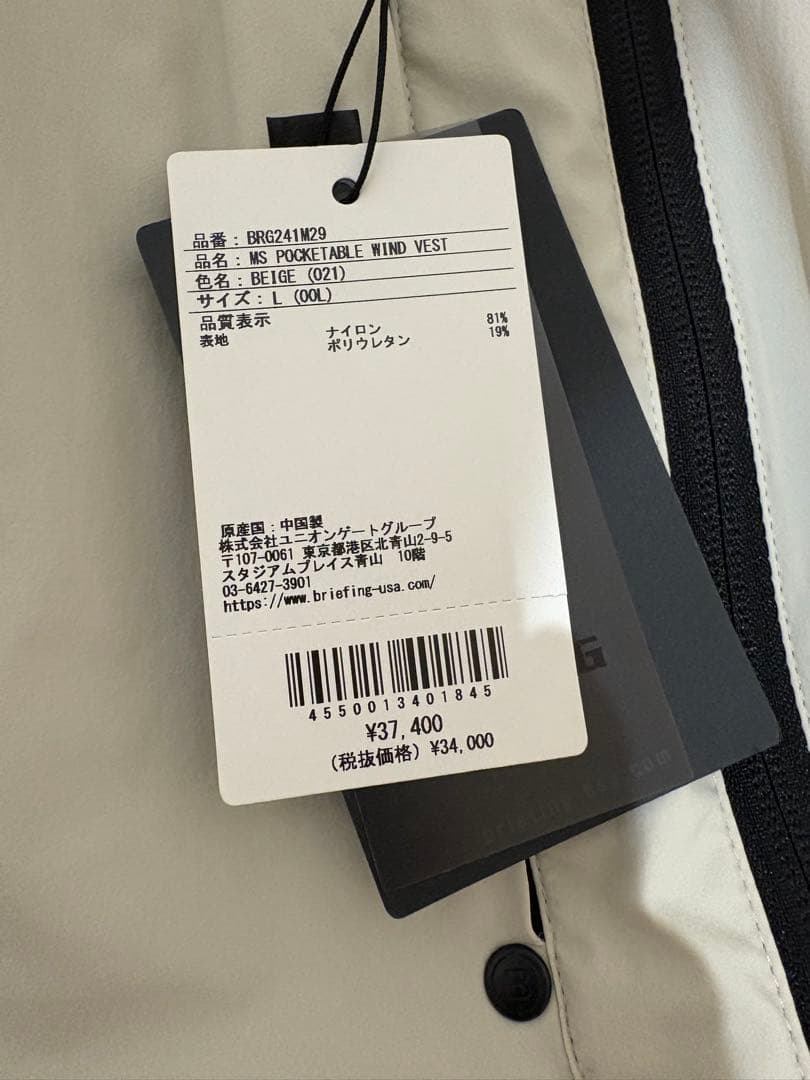 品番：BRG241M29
品名：MS POCKETABLE WIND VEST
色名：BEIGE (021)
サイズ：L (00L)
品質表示
表地 ナイロン 81%
ポリウレタン 19%
原産国：中国製
株式会社ユニオンゲートグループ
〒107-0061 東京都港区北青山2-9-5
スタジアムプレイス青山 10階
03-6427-3901
https://www.briefing-usa.com/
4550013401845
¥37,400
(税抜価格) ¥34,000
G
briefing-usa.com
B